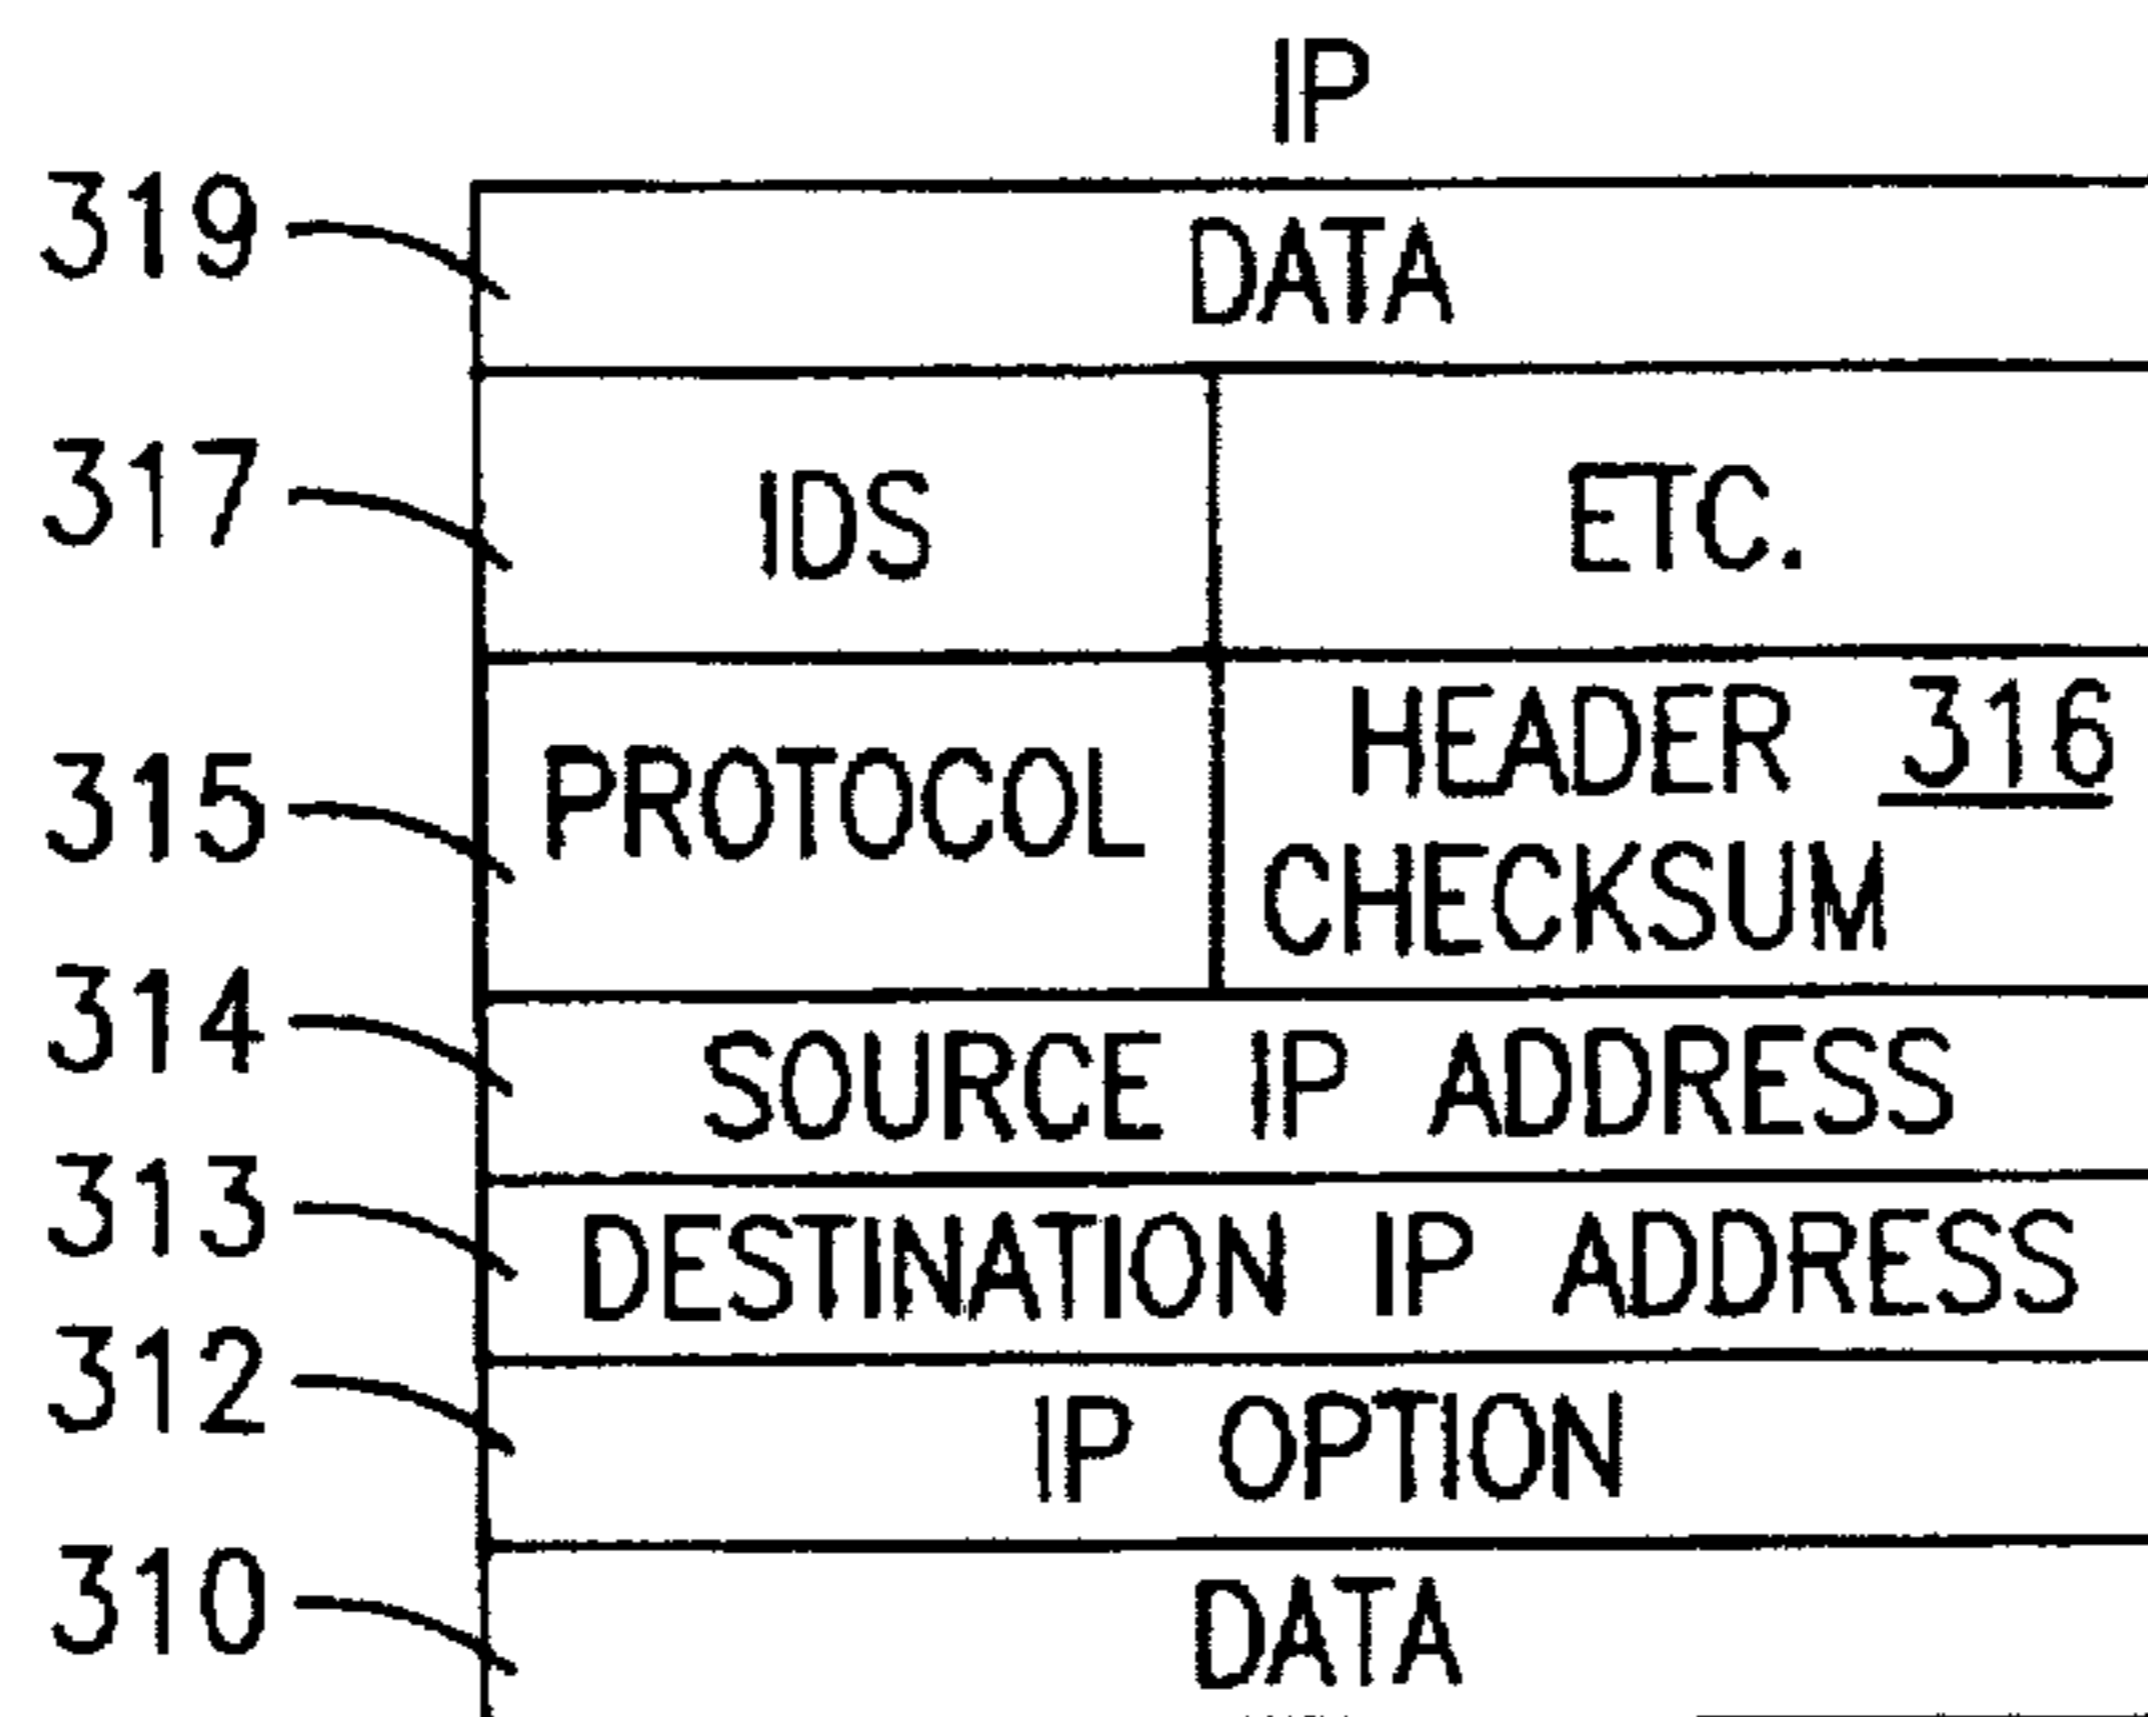 IP
319 DATA
317 IDS ETC.
315 PROTOCOL HEADER 316
CHECKSUM
314 SOURCE IP ADDRESS
313 DESTINATION IP ADDRESS
312 IP OPTION
310 DATA